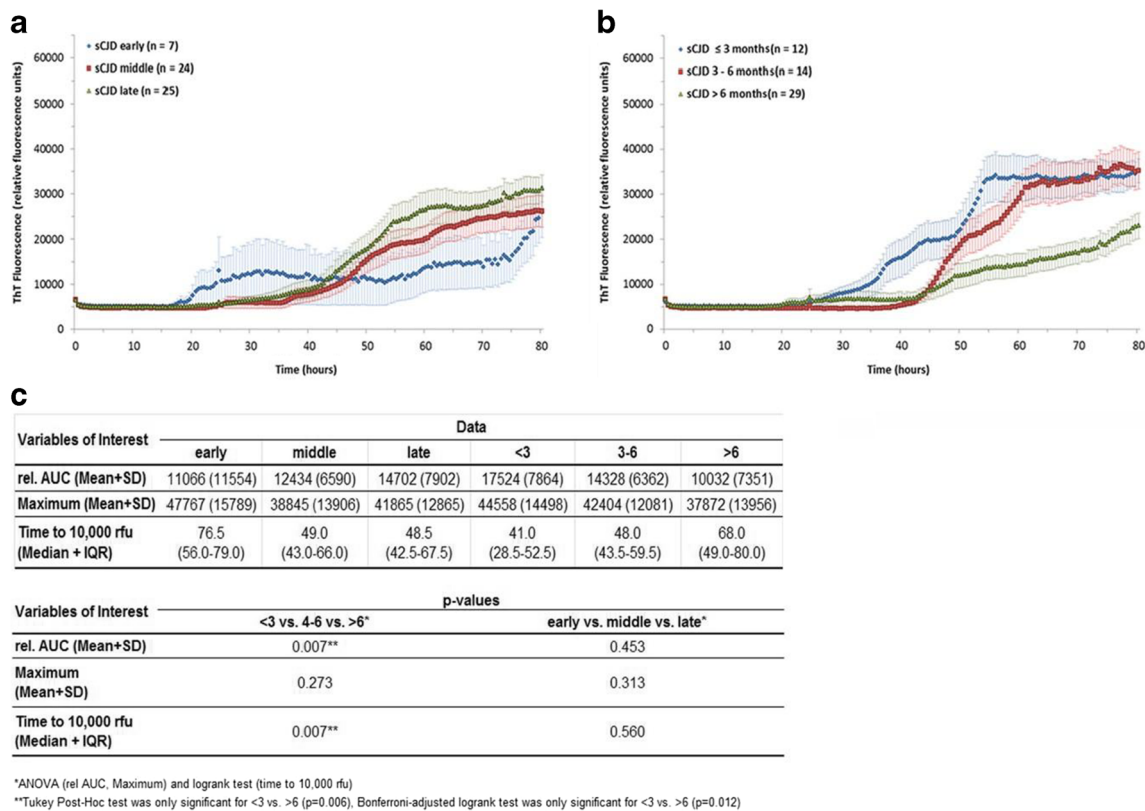 a
sCJD early (n = 7)
sCJD middle (n = 24)
sCJD late (n = 25)
ThT Fluorescence (relative fluorescence units)
60000
50000
40000
30000
20000
10000
0
0 10 20 30 40 50 60 70 80
Time (hours)
b
sCJD ≤ 3 months(n = 12)
sCJD 3 - 6 months(n = 14)
sCJD > 6 months(n = 29)
ThT Fluorescence (relative fluorescence units)
60000
50000
40000
30000
20000
10000
0
0 10 20 30 40 50 60 70 80
Time (hours)
c
Variables of Interest Data
early middle late <3 3-6 >6
rel. AUC (Mean+SD) 11066 (11554) 12434 (6590) 14702 (7902) 17524 (7864) 14328 (6362) 10032 (7351)
Maximum (Mean+SD) 47767 (15789) 38845 (13906) 41865 (12865) 44558 (14498) 42404 (12081) 37872 (13956)
Time to 10,000 rfu 76.5 49.0 48.5 41.0 48.0 68.0
(Median + IQR) (56.0-79.0) (43.0-66.0) (42.5-67.5) (28.5-52.5) (43.5-59.5) (49.0-80.0)
Variables of Interest p-values
<3 vs. 4-6 vs. >6* early vs. middle vs. late*
rel. AUC (Mean+SD) 0.007** 0.453
Maximum
(Mean+SD) 0.273 0.313
Time to 10,000 rfu
(Median + IQR) 0.007** 0.560
*ANOVA (rel AUC, Maximum) and logrank test (time to 10,000 rfu)
**Tukey Post-Hoc test was only significant for <3 vs. >6 (p=0.006), Bonferroni-adjusted logrank test was only significant for <3 vs. >6 (p=0.012)